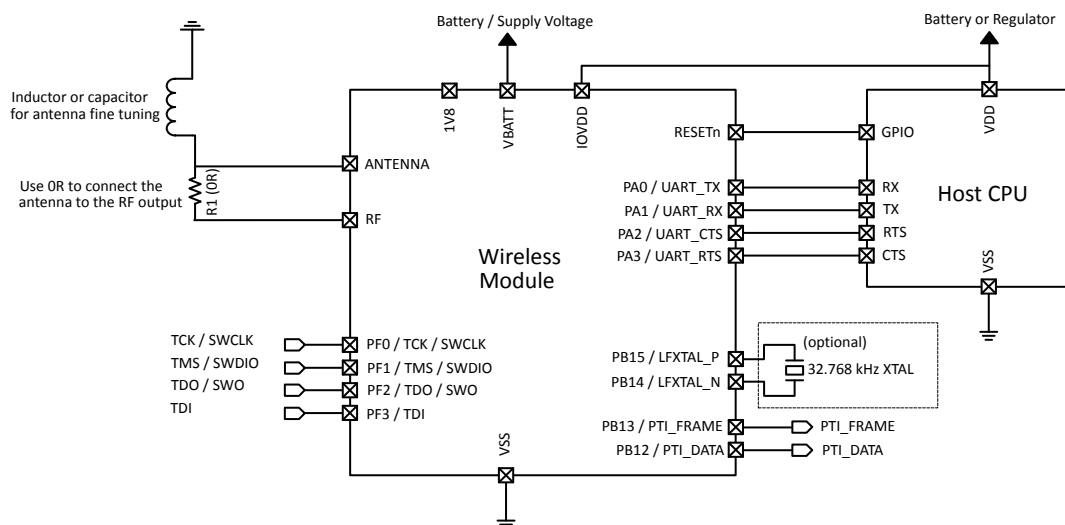 Battery / Supply Voltage
Battery or Regulator
Inductor or capacitor
for antenna fine tuning
1V8
VBATT
IOVDD
VDD
RESETn
GPIO
ANTENNA
Use 0R to connect the
antenna to the RF output
R1 (0R)
RF
PA0 / UART_TX
RX
PA1 / UART_RX
TX
PA2 / UART_CTS
RTS
PA3 / UART_RTS
CTS
Host CPU
VSS
Wireless
Module
TCK / SWCLK
PF0 / TCK / SWCLK
TMS / SWDIO
PF1 / TMS / SWDIO
TDO / SWO
PF2 / TDO / SWO
TDI
PF3 / TDI
(optional)
PB15 / LFXTAL_P
32.768 kHz XTAL
PB14 / LFXTAL_N
PB13 / PTI_FRAME
PTI_FRAME
PB12 / PTI_DATA
PTI_DATA
VSS